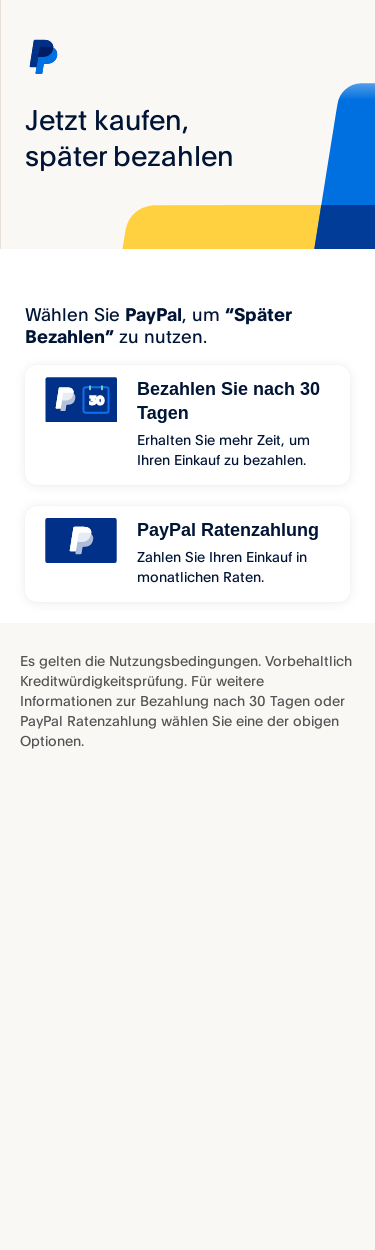 Jetzt kaufen,
später bezahlen
Wählen Sie PayPal, um “Später
Bezahlen” zu nutzen.
30
Bezahlen Sie nach 30
Tagen
Erhalten Sie mehr Zeit, um
Ihren Einkauf zu bezahlen.
PayPal Ratenzahlung
Zahlen Sie Ihren Einkauf in
monatlichen Raten.
Es gelten die Nutzungsbedingungen. Vorbehaltlich
Kreditwürdigkeitsprüfung. Für weitere
Informationen zur Bezahlung nach 30 Tagen oder
PayPal Ratenzahlung wählen Sie eine der obigen
Optionen.